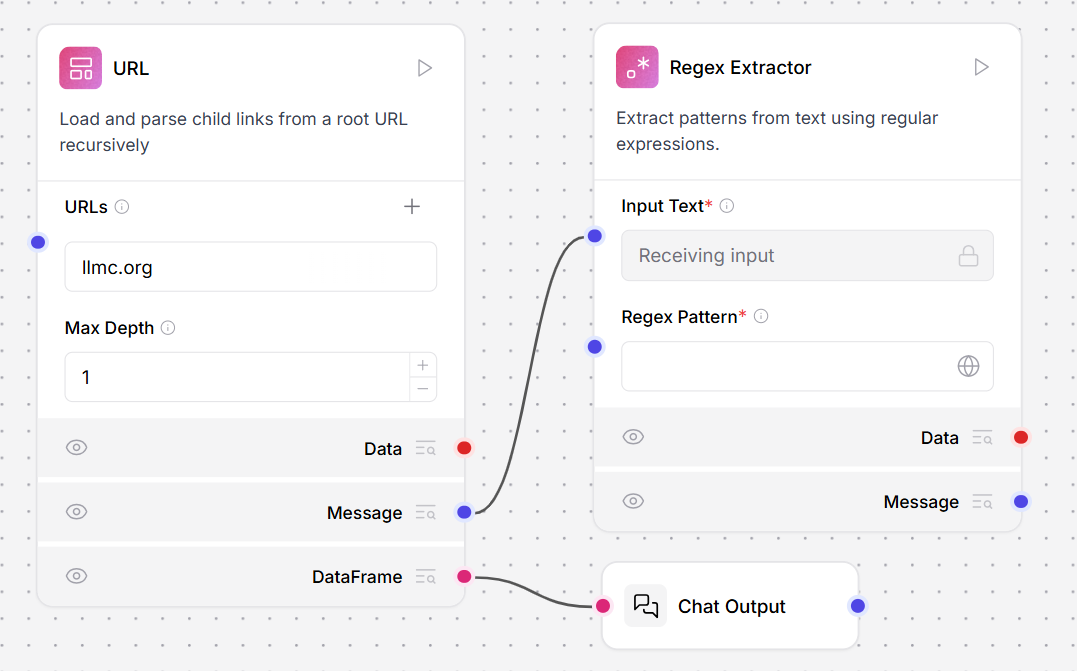 URL
Load and parse child links from a root URL
recursively
URLs
llmc.org
Max Depth
1
Data
Message
DataFrame
Regex Extractor
Extract patterns from text using regular
expressions.
Input Text*
Receiving input
Regex Pattern*
Data
Message
Chat Output